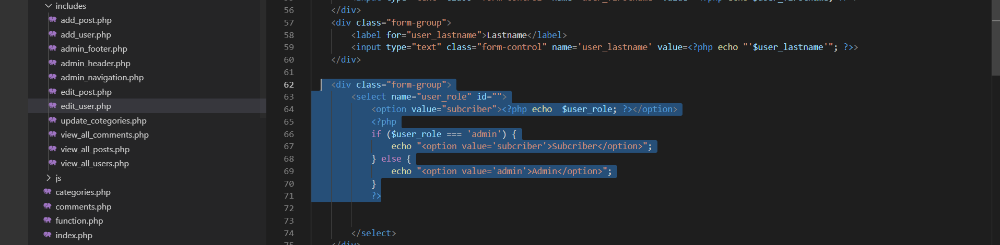 includes
add_post.php
add_user.php
admin_footer.php
admin_header.php
admin_navigation.php
edit_post.php
edit_user.php
update_cotegories.php
view_all_comments.php
view_all_posts.php
view_all_users.php
js
categories.php
comments.php
function.php
index.php
56 </div>
57 <div class="form-group">
58 <label for="user_lastname">Lastname</label>
59 <input type="text" class="form-control" name='user_lastname' value=<?php echo "'$user_lastname'"; ?>>
60 </div>
61
62 <div class="form-group">
63 <select name="user_role" id="">
64 <option value="subcriber"><?php echo  $user_role; ?></option>
65 <?php
66 if ($user_role === 'admin') {
67 echo "<option value='subcriber'>Subcriber</option>";
68 } else {
69 echo "<option value='admin'>Admin</option>";
70 }
71 ?>
72
73
74 </select>
75 </div>